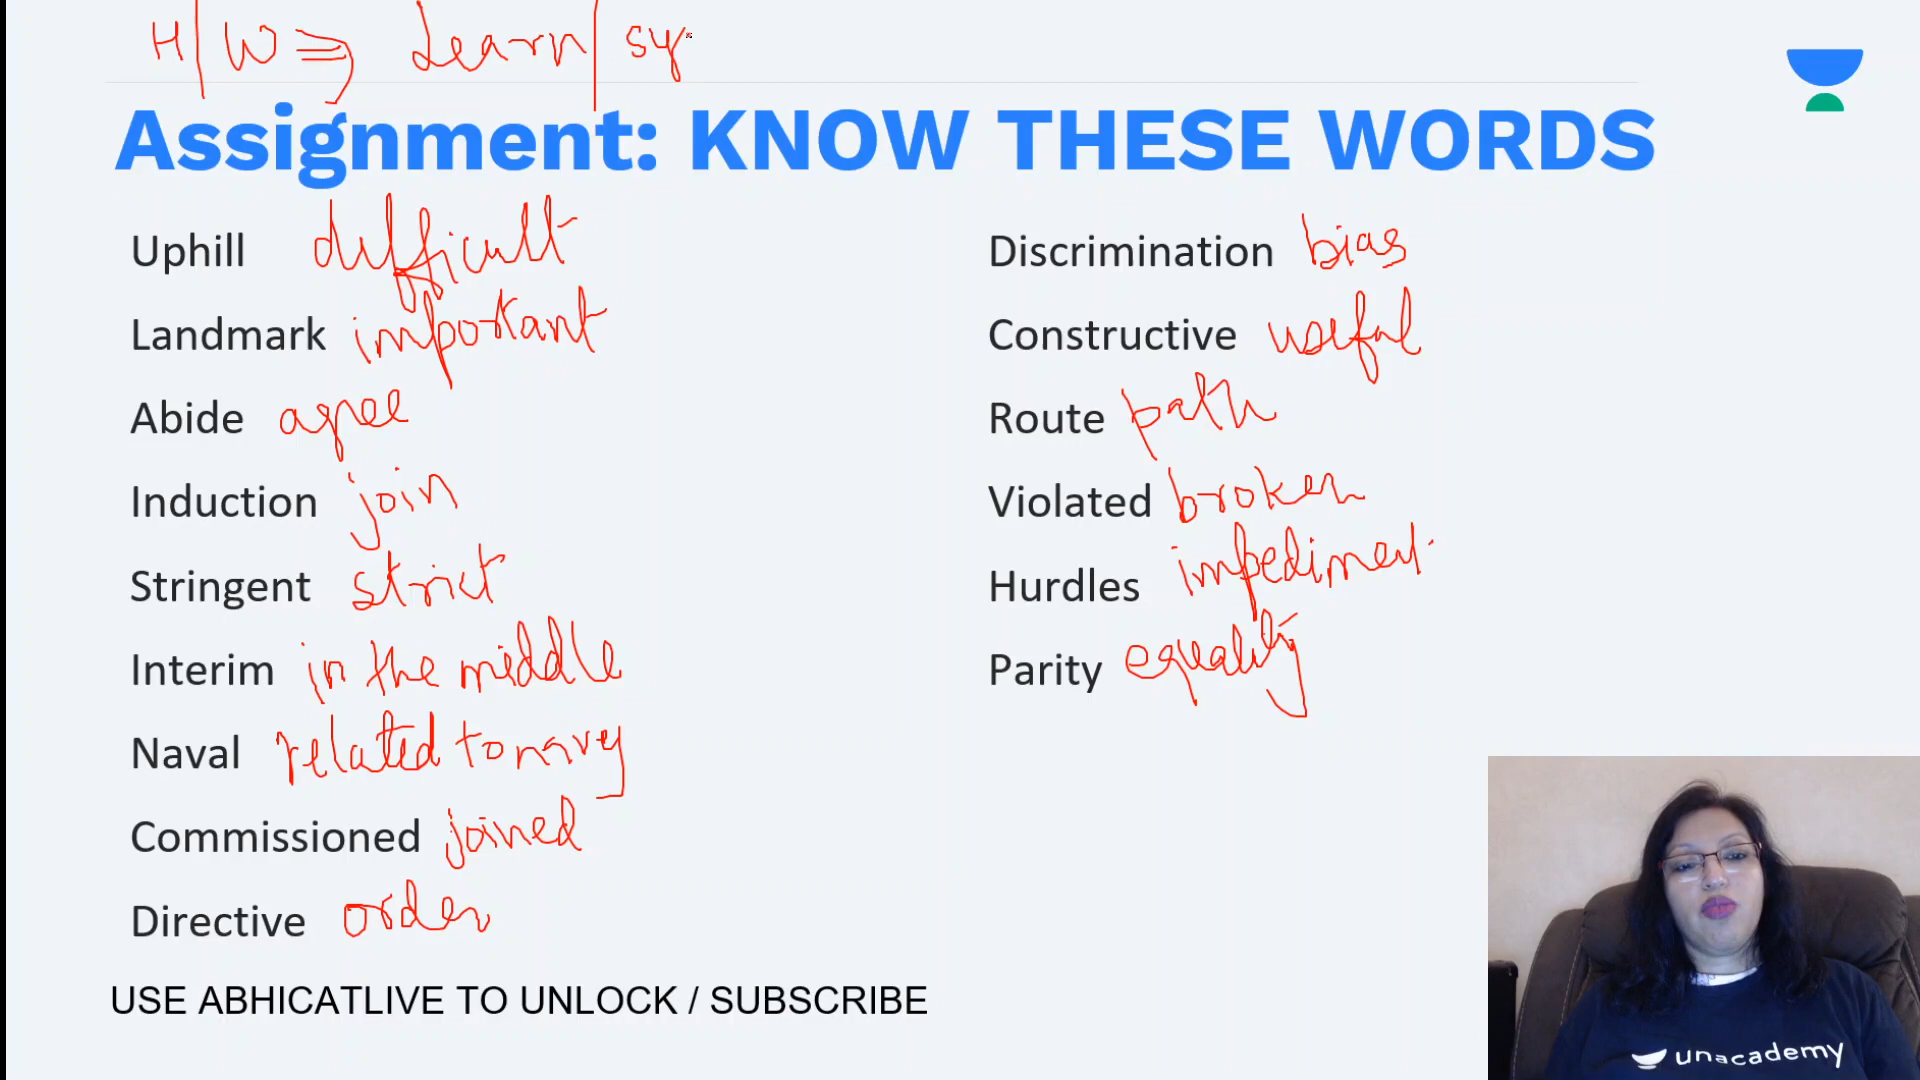 H/W ⇒ Learn/sy
Assignment: KNOW THESE WORDS
Uphill difficult
Landmark important
Abide agree
Induction join
Stringent strict
Interim in the middle
Naval related to navy
Commissioned joined
Directive order
Discrimination bias
Constructive useful
Route path
Violated broken
Hurdles impediment
Parity equality
USE ABHICATLIVE TO UNLOCK / SUBSCRIBE
unacademy